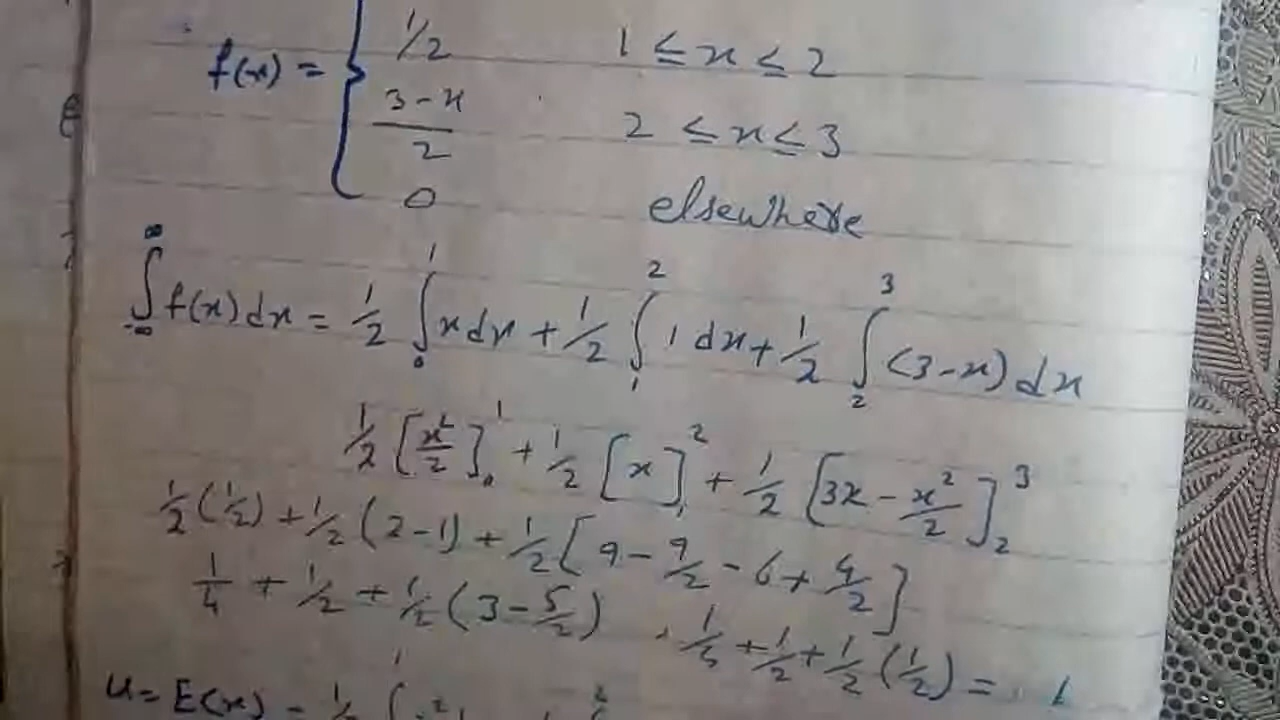 1/2 1 ≤ x ≤ 2
f(x) = {
3-x/2 2 ≤ x ≤ 3
0 elsewhere
∫_{-∞}^{∞} f(x) dx = 1/2 ∫_0^1 x dx + 1/2 ∫_1^2 1 dx + 1/2 ∫_2^3 (3-x) dx
1/2 [x²/2]_0^1 + 1/2 [x]_1^2 + 1/2 [3x - x²/2]_2^3
1/2 (1/2) + 1/2 (2-1) + 1/2 [9 - 9/2 - 6 + 4/2]
1/4 + 1/2 + 1/2 (3 - 5/2) . 1/4 + 1/2 + 1/2 (1/2) = 1
u = E(x) = 1/2 ∫